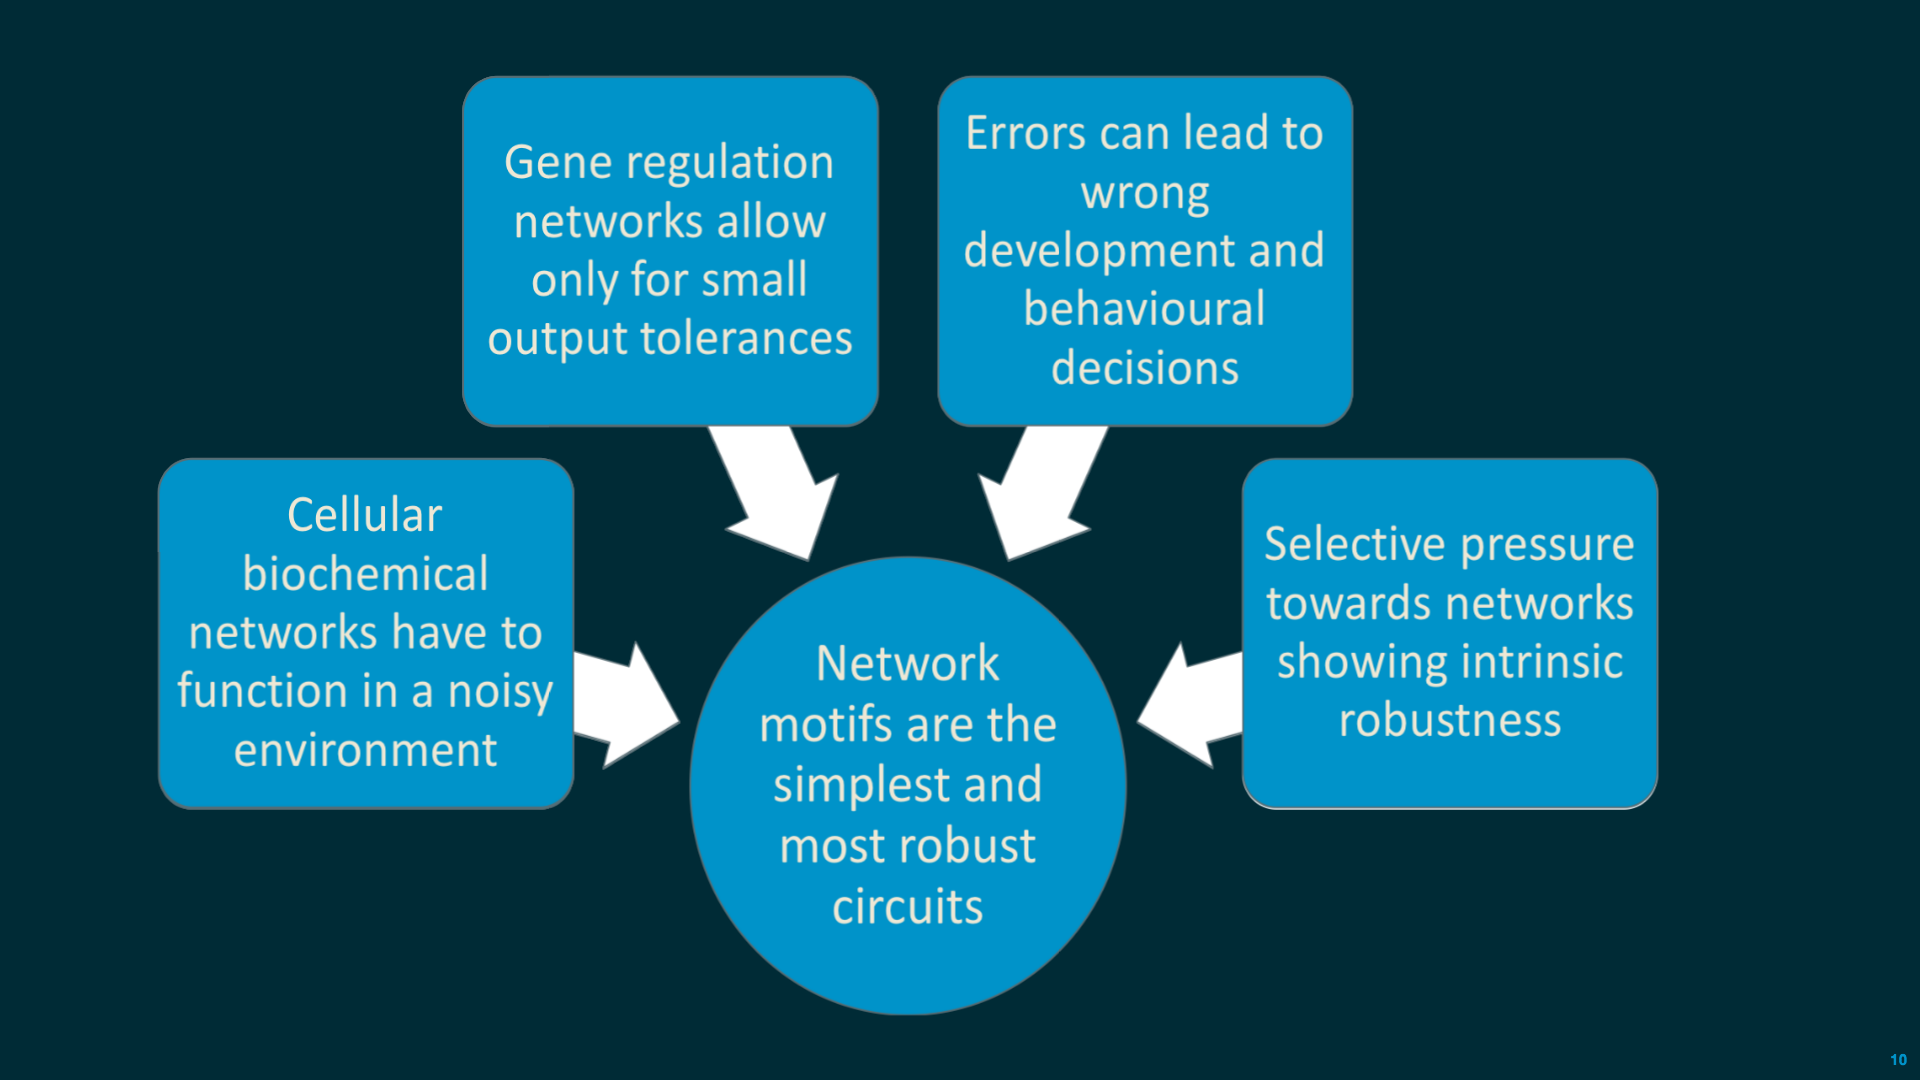 Gene regulation
networks allow
only for small
output tolerances
Errors can lead to
wrong
development and
behavioural
decisions
Cellular
biochemical
networks have to
function in a noisy
environment
Selective pressure
towards networks
showing intrinsic
robustness
Network
motifs are the
simplest and
most robust
circuits
10